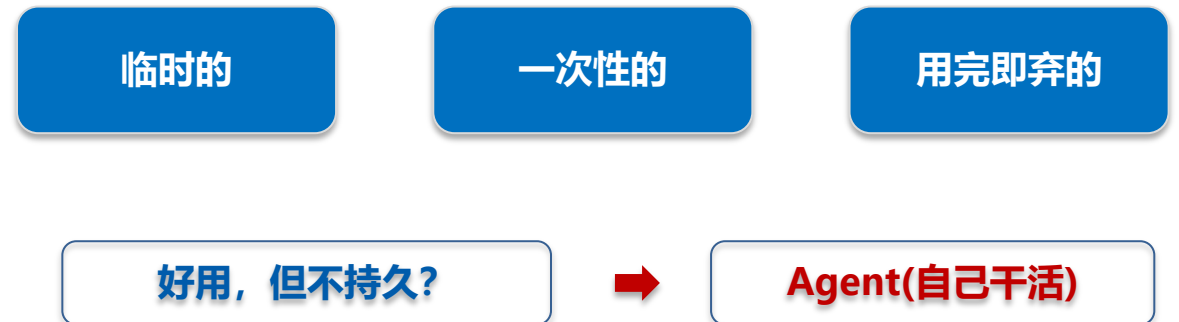 临时的
一次性的
用完即弃的
好用，但不持久？
Agent(自己干活)